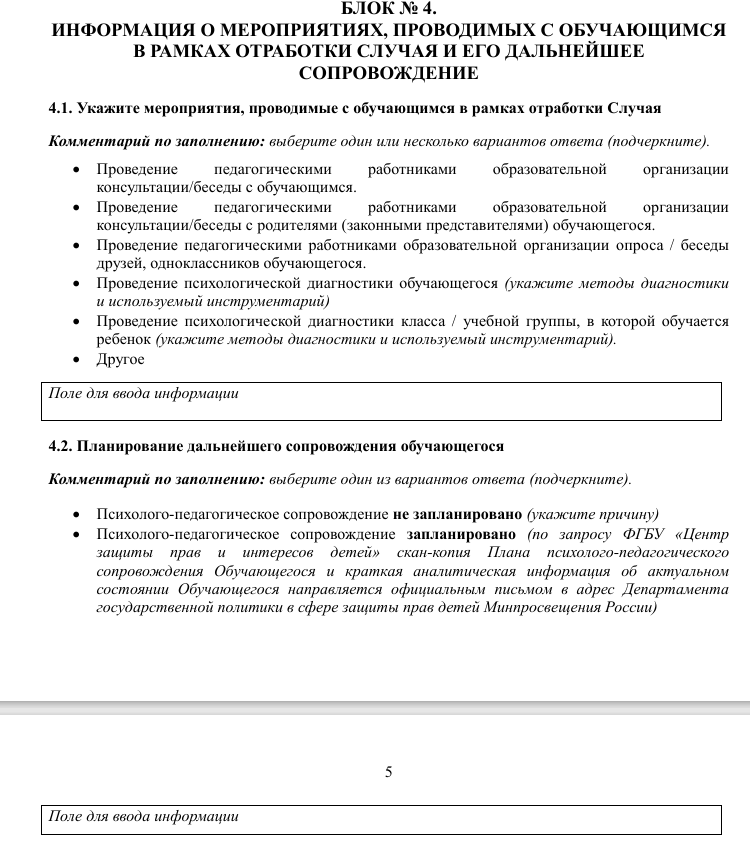 БЛОК № 4.
ИНФОРМАЦИЯ О МЕРОПРИЯТИЯХ, ПРОВОДИМЫХ С ОБУЧАЮЩИМСЯ
В РАМКАХ ОТРАБОТКИ СЛУЧАЯ И ЕГО ДАЛЬНЕЙШЕЕ
СОПРОВОЖДЕНИЕ
4.1. Укажите мероприятия, проводимые с обучающимся в рамках отработки Случая
Комментарий по заполнению: выберите один или несколько вариантов ответа (подчеркните).
• Проведение педагогическими работниками образовательной организации
консультации/беседы с обучающимся.
• Проведение педагогическими работниками образовательной организации
консультации/беседы с родителями (законными представителями) обучающегося.
• Проведение педагогическими работниками образовательной организации опроса / беседы
друзей, одноклассников обучающегося.
• Проведение психологической диагностики обучающегося (укажите методы диагностики
и используемый инструментарий)
• Проведение психологической диагностики класса / учебной группы, в которой обучается
ребенок (укажите методы диагностики и используемый инструментарий).
• Другое
Поле для ввода информации
4.2. Планирование дальнейшего сопровождения обучающегося
Комментарий по заполнению: выберите один из вариантов ответа (подчеркните).
• Психолого-педагогическое сопровождение не запланировано (укажите причину)
• Психолого-педагогическое сопровождение запланировано (по запросу ФГБУ «Центр
защиты прав и интересов детей» скан-копия Плана психолого-педагогического
сопровождения Обучающегося и краткая аналитическая информация об актуальном
состоянии Обучающегося направляется официальным письмом в адрес Департамента
государственной политики в сфере защиты прав детей Минпросвещения России)
5
Поле для ввода информации